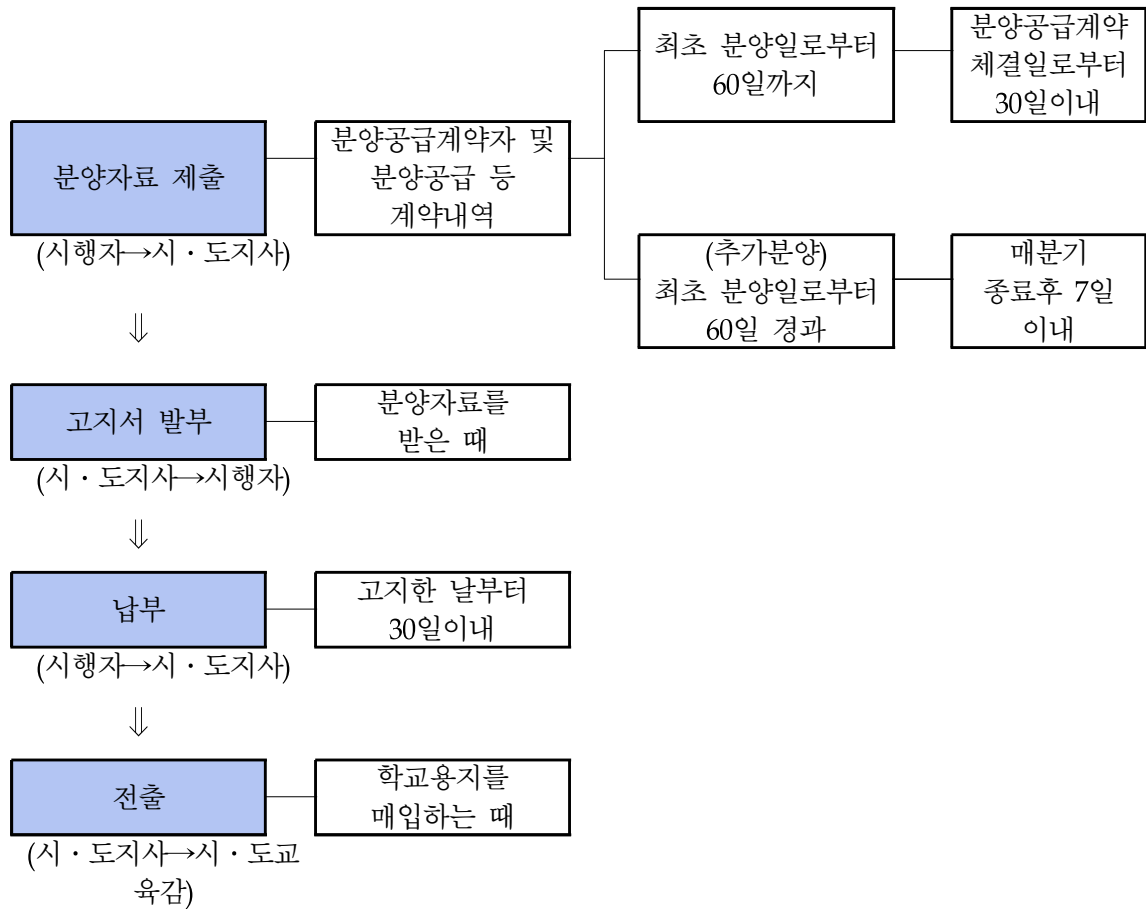 최초 분양일로부터
60일까지
분양공급계약
체결일로부터
30일이내
분양자료 제출
(시행자→시・도지사)
분양공급계약자 및
분양공급 등
계약내역
(추가분양)
최초 분양일로부터
60일 경과
매분기
종료후 7일
이내
⇓
고지서 발부
(시・도지사→시행자)
분양자료를
받은 때
⇓
납부
(시행자→시・도지사)
고지한 날부터
30일이내
⇓
전출
(시・도지사→시・도교
육감)
학교용지를
매입하는 때